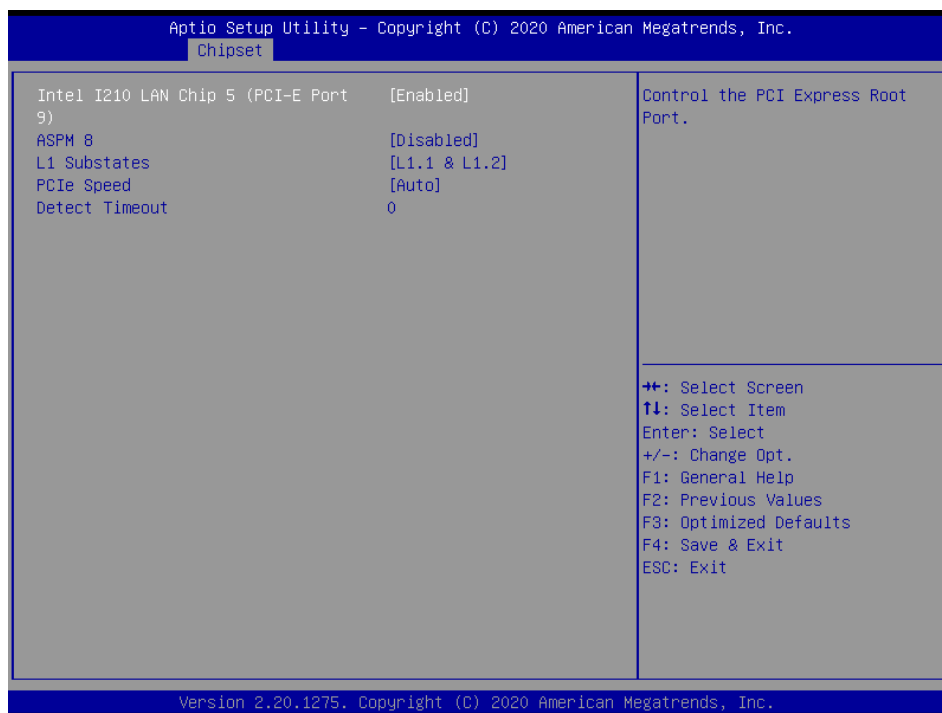 Aptio Setup Utility – Copyright (C) 2020 American Megatrends, Inc.
Chipset
Intel I210 LAN Chip 5 (PCI-E Port 9) [Enabled]
ASPM 8 [Disabled]
L1 Substates [L1.1 & L1.2]
PCIe Speed [Auto]
Detect Timeout 0
Control the PCI Express Root
Port.
→←: Select Screen
↑↓: Select Item
Enter: Select
+/-: Change Opt.
F1: General Help
F2: Previous Values
F3: Optimized Defaults
F4: Save & Exit
ESC: Exit
Version 2.20.1275. Copyright (C) 2020 American Megatrends, Inc.